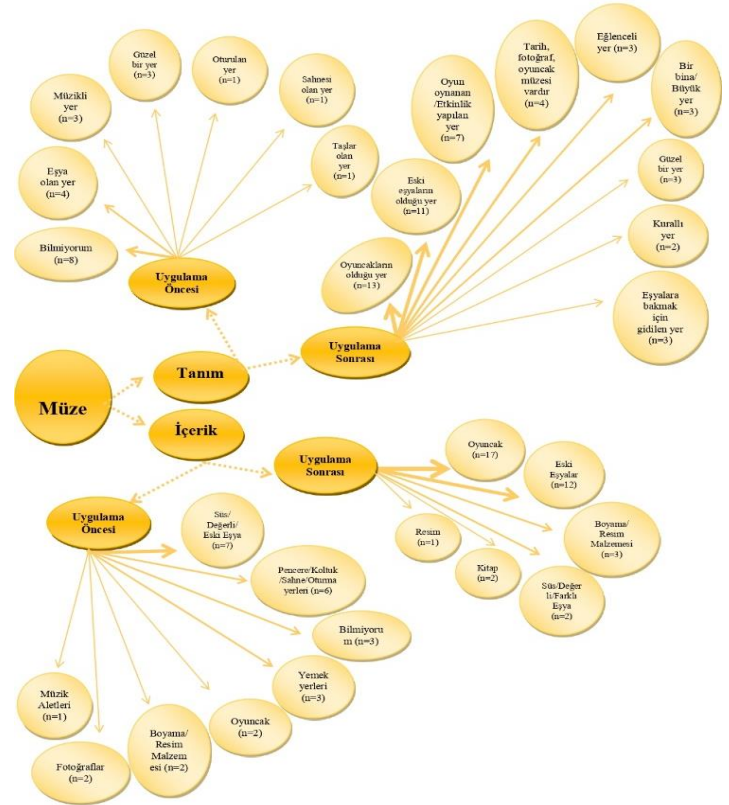 Güzel
bir yer
(n=3)
Oturulan
yer
(n=1)
Sahnesi
olan yer
(n=1)
Müzikli
yer
(n=3)
Taşlar
olan
yer
(n=1)
Eşya
olan yer
(n=4)
Bilmiyorum
(n=8)
Uygulama
Öncesi
Oyuncakların
olduğu yer
(n=13)
Eski
eşyaların
olduğu yer
(n=11)
Oyun
oynanan
/Etkinlik
yapılan
yer
(n=7)
Tarih,
fotoğraf,
oyuncak
müzesi
vardır
(n=4)
Eğlenceli
yer (n=3)
Bir
bina/
Büyük
yer
(n=3)
Güzel
bir yer
(n=3)
Kurallı
yer
(n=2)
Eşyalara
bakmak
için
gidilen yer
(n=3)
Uygulama
Sonrası
Tanım
Müze
İçerik
Uygulama
Sonrası
Oyuncak
(n=17)
Eski
Eşyalar
(n=12)
Boyama/
Resim
Malzemesi
(n=3)
Süs/Değer
li/Farklı
Eşya
(n=2)
Kitap
(n=2)
Resim
(n=1)
Uygulama
Öncesi
Süs/
Değerli/
Eski Eşya
(n=7)
Pencere/Koltuk
/Sahne/Oturma
yerleri (n=6)
Bilmiyoru
m (n=3)
Yemek
yerleri
(n=3)
Oyuncak
(n=2)
Boyama/
Resim
Malzem
esi (n=2)
Fotoğraflar
(n=2)
Müzik
Aletleri
(n=1)